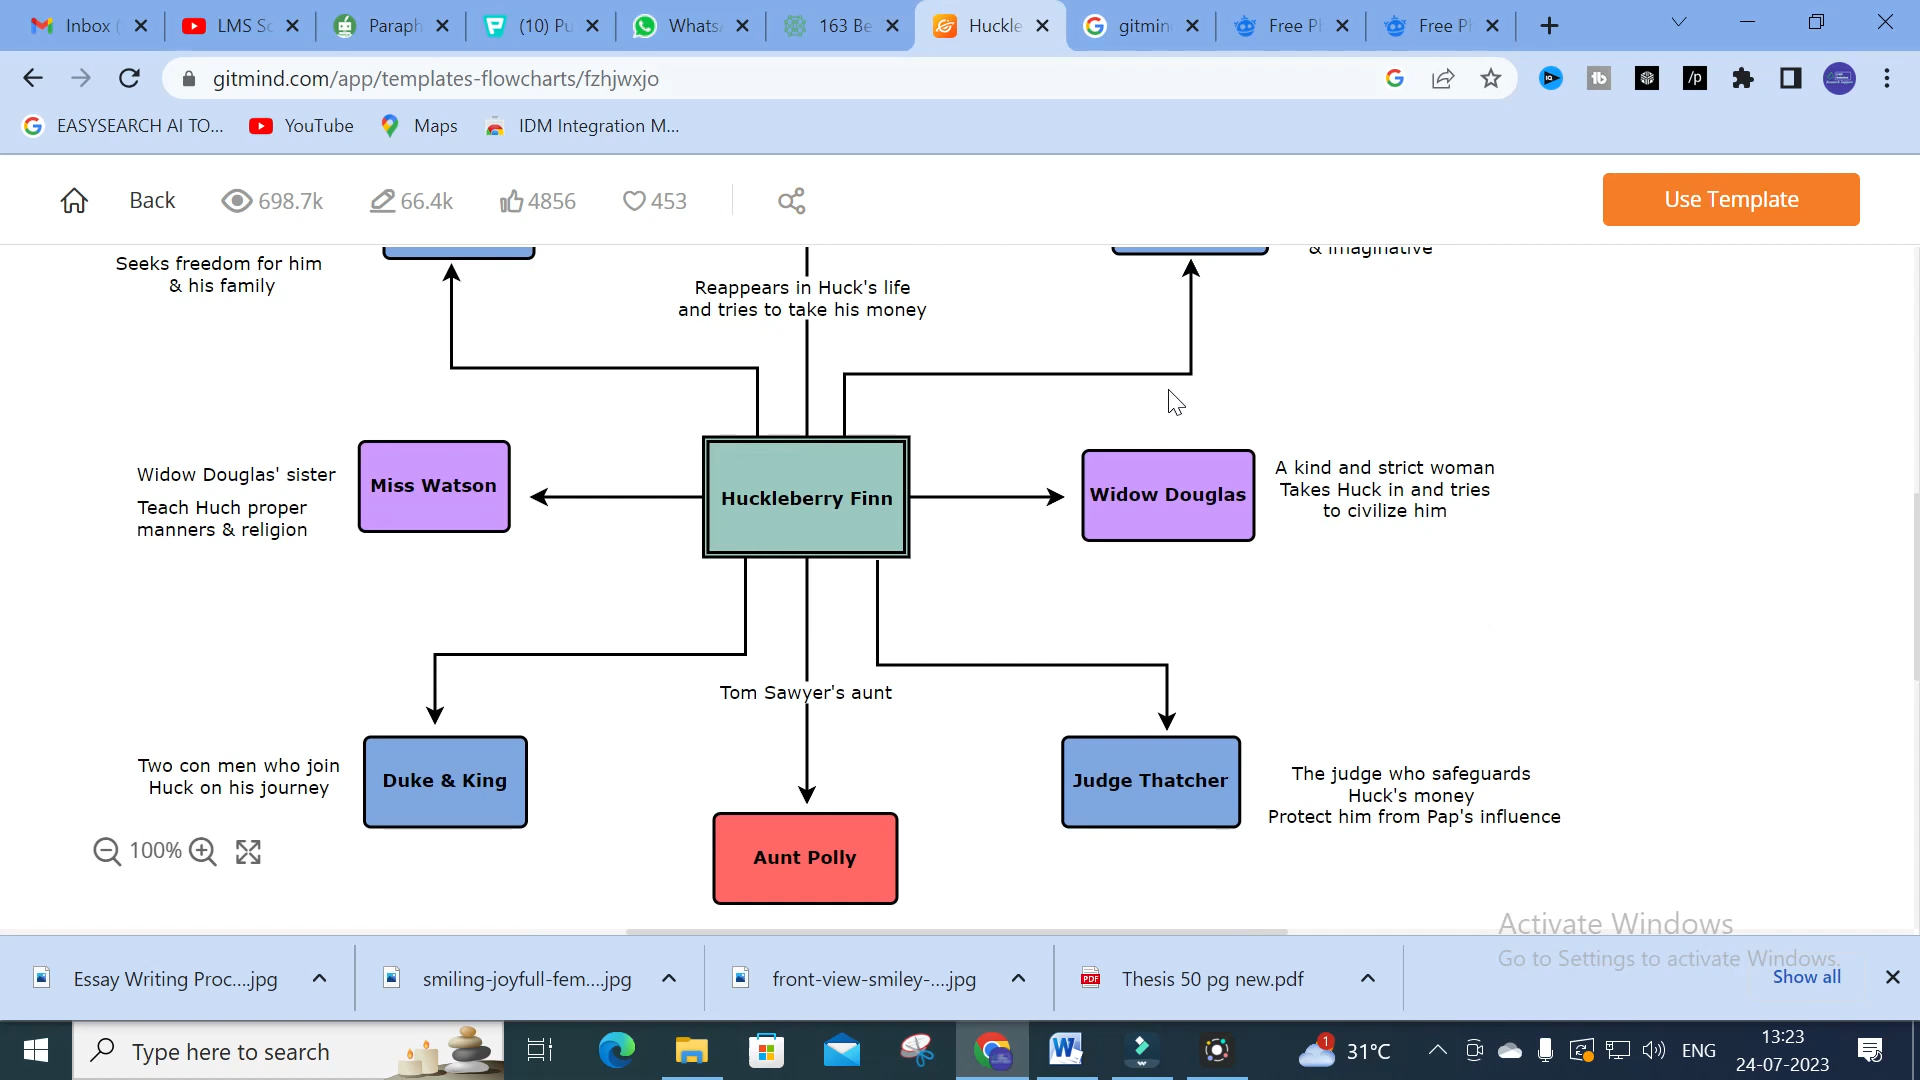 Inbox (
LMS Sc
Paraph
(10) Pu
Whats
163 Be
Huckle
gitmin
Free Pl
Free Pl
gitmind.com/app/templates-flowcharts/fzhjwxjo
EASYSEARCH AI TO...
YouTube
Maps
IDM Integration M...
Back
698.7k
66.4k
4856
453
Use Template
Seeks freedom for him
& his family
Reappears in Huck's life
and tries to take his money
& imaginative
Widow Douglas' sister
Teach Huch proper
manners & religion
Miss Watson
Huckleberry Finn
Widow Douglas
A kind and strict woman
Takes Huck in and tries
to civilize him
Tom Sawyer's aunt
Two con men who join
Huck on his journey
Duke & King
Judge Thatcher
The judge who safeguards
Huck's money
Protect him from Pap's influence
Aunt Polly
100%
Activate Windows
Go to Settings to activate Windows.
Essay Writing Proc....jpg
smiling-joyfull-fem....jpg
front-view-smiley-....jpg
Thesis 50 pg new.pdf
Show all
Type here to search
1
31°C
ENG
13:23
24-07-2023